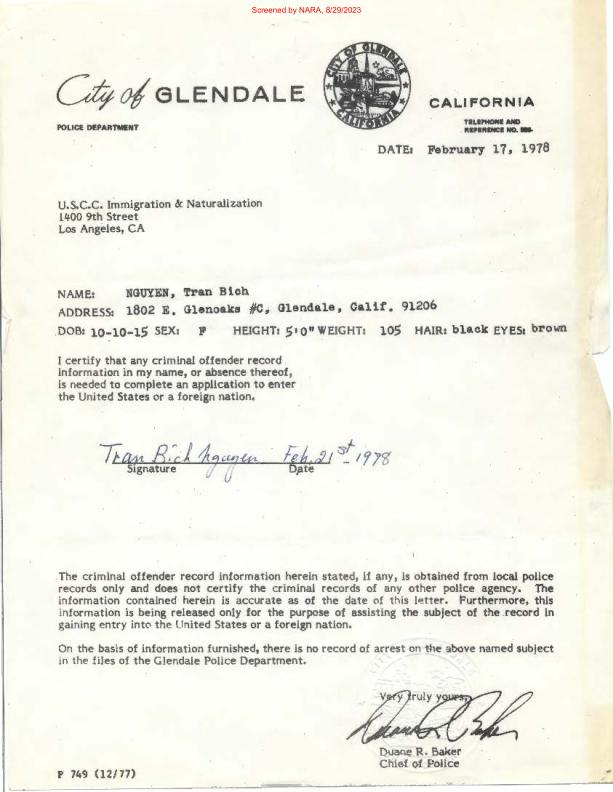 Screened by NARA, 8/29/2023
City of GLENDALE
CITY OF GLENDALE
CALIFORNIA
CALIFORNIA
POLICE DEPARTMENT
TELEPHONE AND
REFERENCE NO.
DATE: February 17, 1978
U.S.C.C. Immigration & Naturalization
1400 9th Street
Los Angeles, CA
NAME: NGUYEN, Tran Bich
ADDRESS: 1802 E. Glenoaks #C, Glendale, Calif. 91206
DOB: 10-10-15 SEX: F HEIGHT: 5'0" WEIGHT: 105 HAIR: black EYES: brown
I certify that any criminal offender record
information in my name, or absence thereof,
is needed to complete an application to enter
the United States or a foreign nation.
Tran Bich Nguyen Feb, 21st - 1978
Signature Date
The criminal offender record information herein stated, if any, is obtained from local police
records only and does not certify the criminal records of any other police agency. The
information contained herein is accurate as of the date of this letter. Furthermore, this
information is being released only for the purpose of assisting the subject of the record in
gaining entry into the United States or a foreign nation.
On the basis of information furnished, there is no record of arrest on the above named subject
in the files of the Glendale Police Department.
Very truly yours,
Duane R. Baker
Duane R. Baker
Chief of Police
P 749 (12/77)